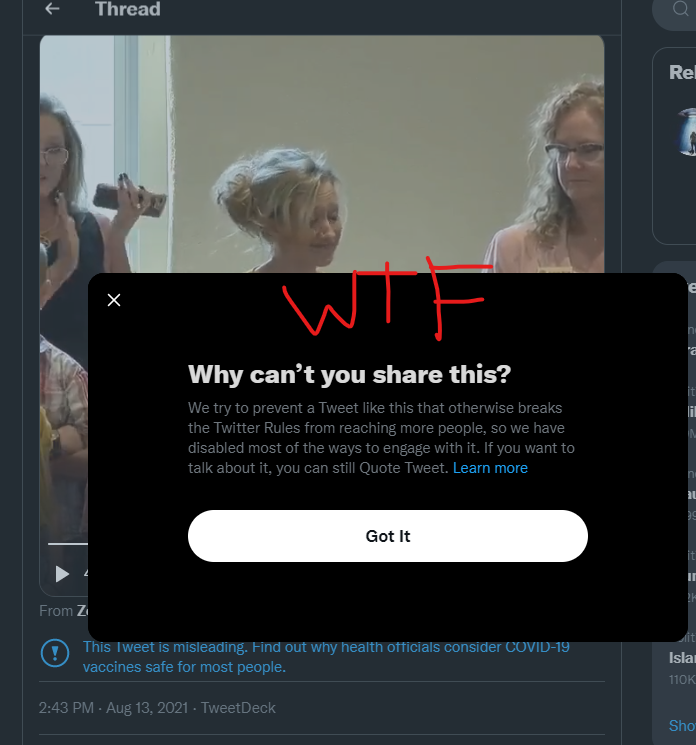 Thread
WTF
Why can't you share this?
We try to prevent a Tweet like this that otherwise breaks
the Twitter Rules from reaching more people, so we have
disabled most of the ways to engage with it. If you want to
talk about it, you can still Quote Tweet. Learn more
Got It
From
This Tweet is misleading. Find out why health officials consider COVID-19
vaccines safe for most people.
2:43 PM · Aug 13, 2021 · TweetDeck
110K